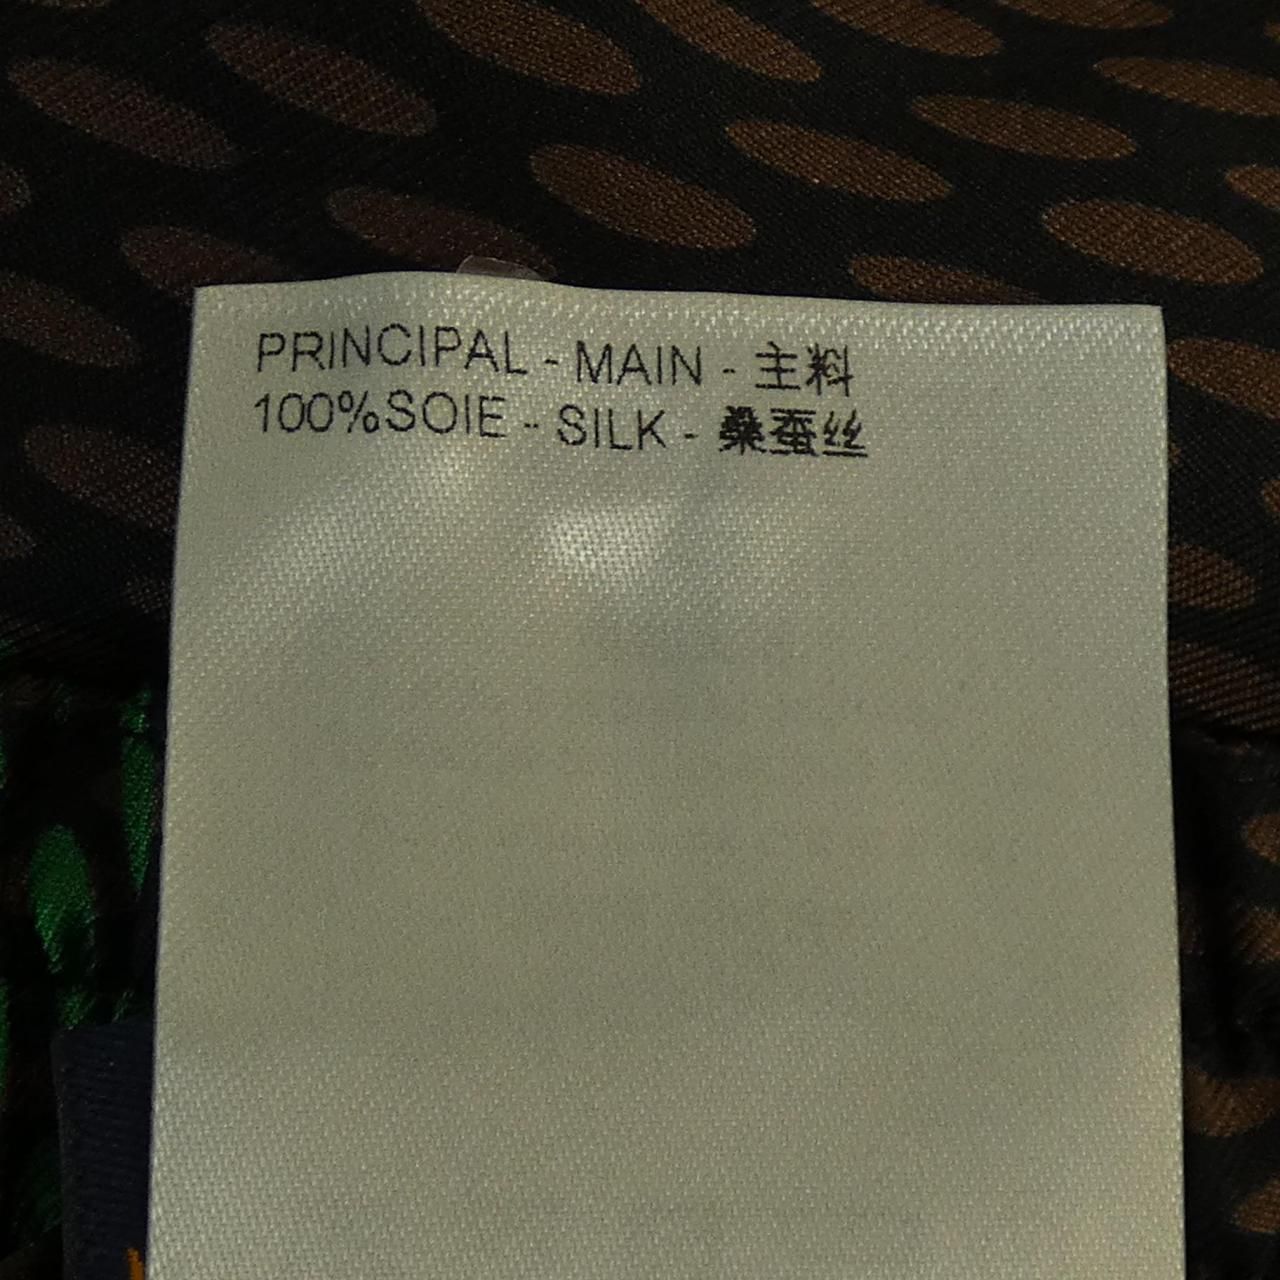 PRINCIPAL - MAIN - 主料
100%SOIE - SILK - 桑蚕丝